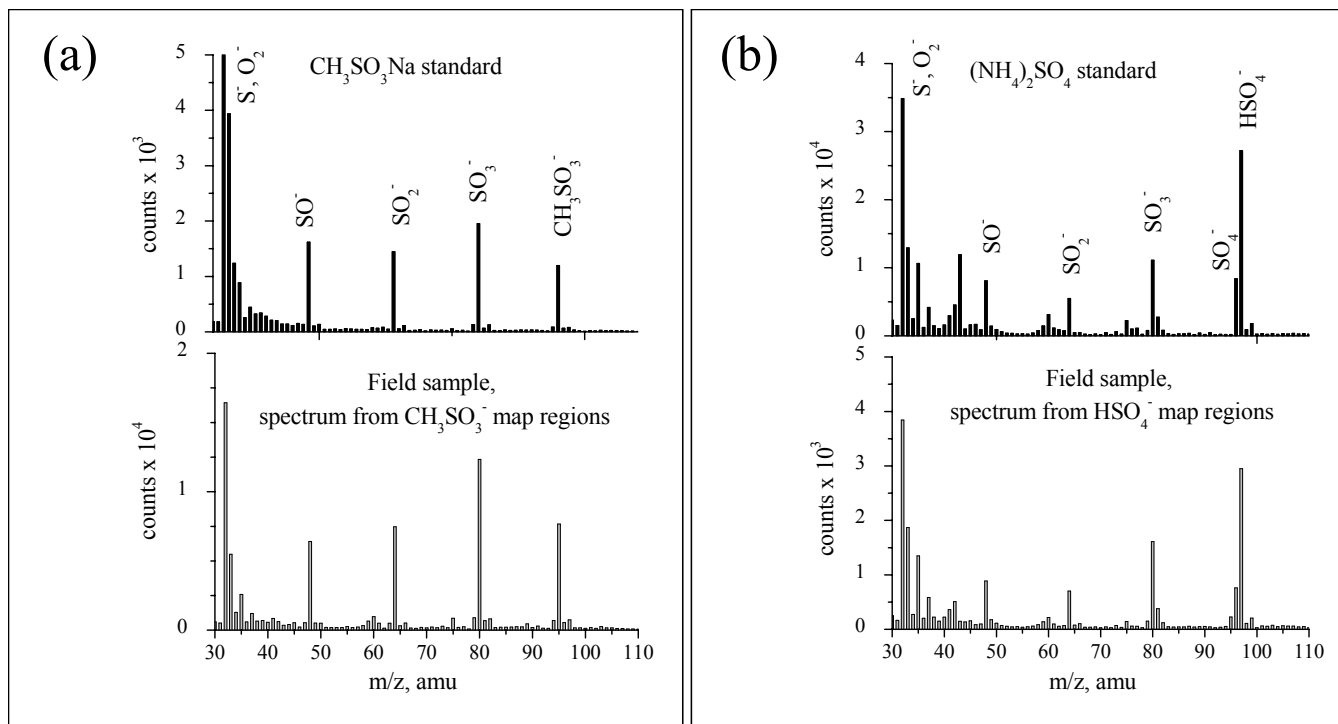 (a)
CH₃SO₃Na standard
S⁻, O₂⁻
SO⁻
SO₂⁻
SO₃⁻
CH₃SO₃⁻
counts x 10³
5
4
3
2
1
0
Field sample,
spectrum from CH₃SO₃⁻ map regions
counts x 10⁴
2
1
0
30 40 50 60 70 80 90 100 110
m/z, amu
(b)
(NH₄)₂SO₄ standard
S⁻, O₂⁻
SO⁻
SO₂⁻
SO₃⁻
SO₄⁻
HSO₄⁻
counts x 10⁴
4
3
2
1
0
Field sample,
spectrum from HSO₄⁻ map regions
counts x 10³
5
4
3
2
1
0
30 40 50 60 70 80 90 100 110
m/z, amu